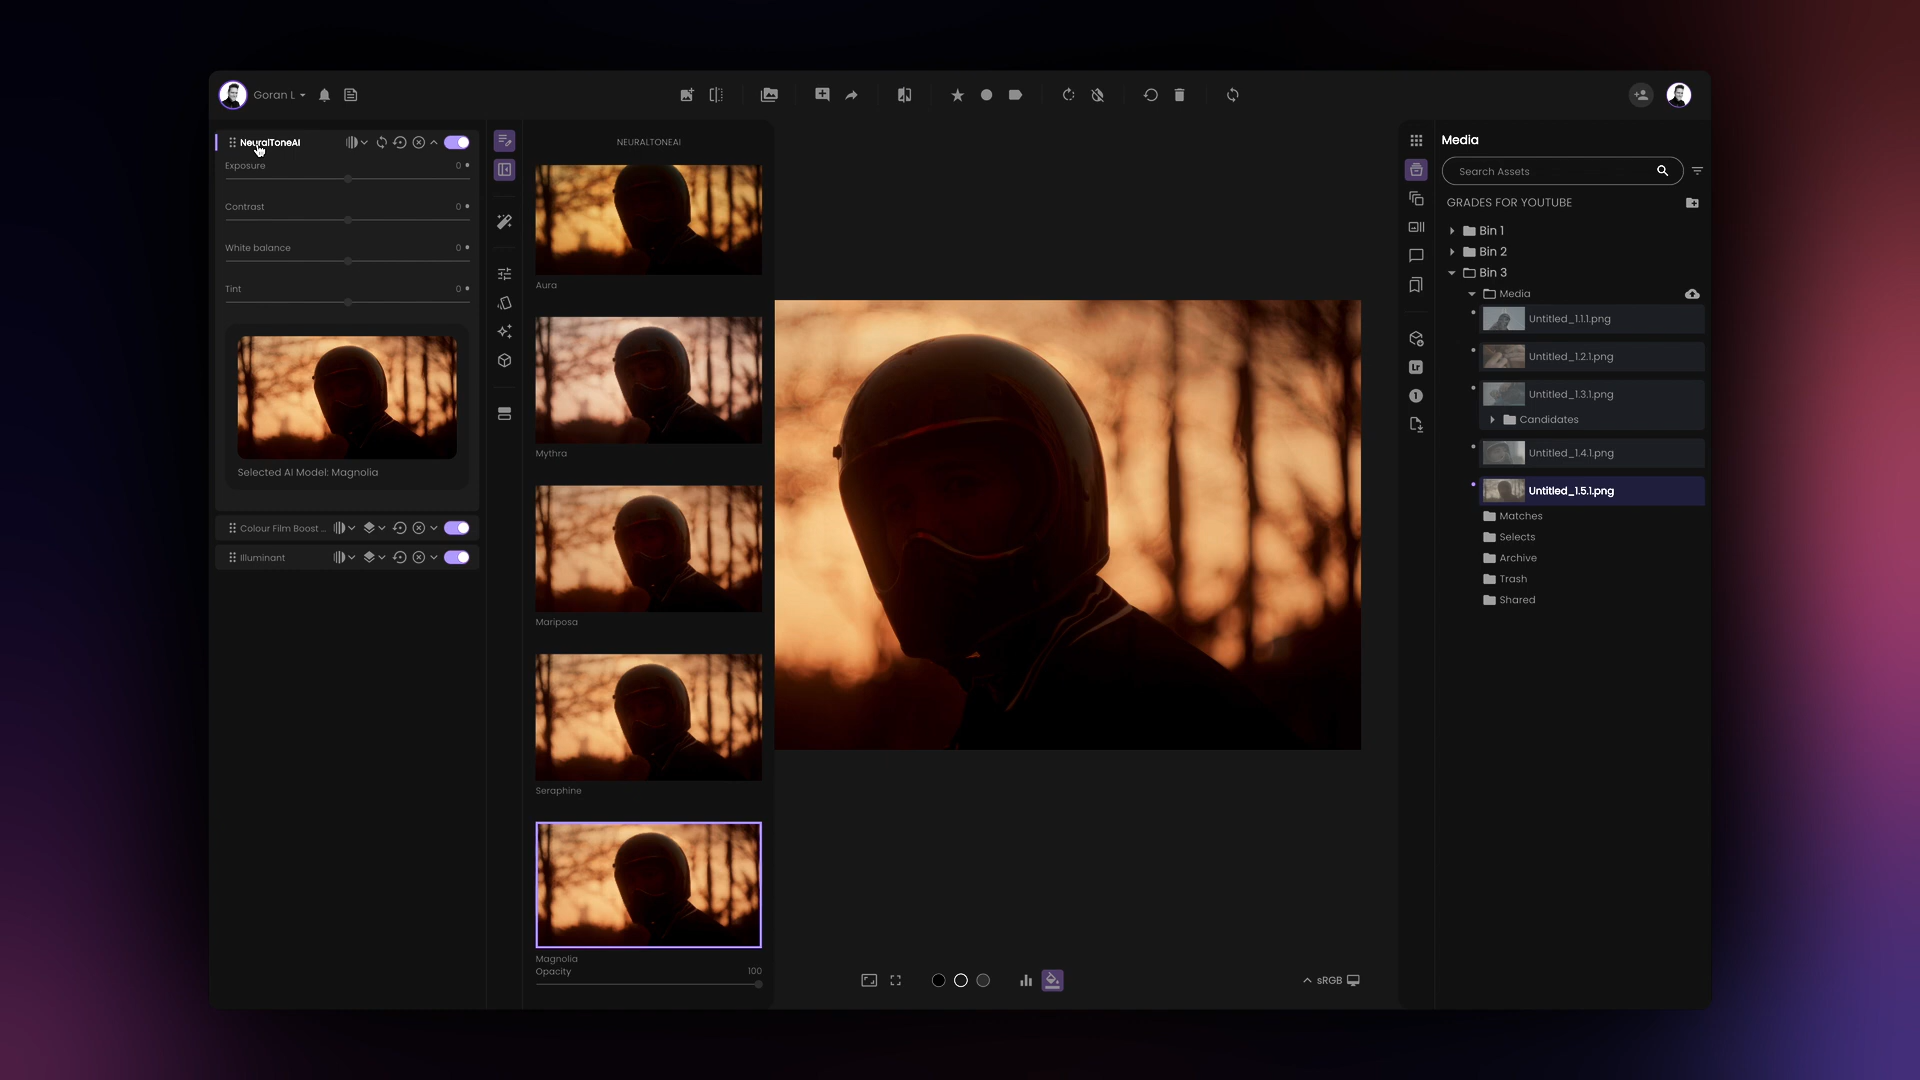 Goran L
NeuralToneAI
Exposure
0
Contrast
0
White balance
0
Tint
0
Selected AI Model: Magnolia
Colour Film Boost ...
Illuminant
NEURALTONEAI
Aura
Mythra
Mariposa
Seraphine
Magnolia
Opacity
100
sRGB
Lr
1
Media
Search Assets
GRADES FOR YOUTUBE
Bin 1
Bin 2
Bin 3
Media
Untitled_1.1.1.png
Untitled_1.2.1.png
Untitled_1.3.1.png
Candidates
Untitled_1.4.1.png
Untitled_1.5.1.png
Matches
Selects
Archive
Trash
Shared